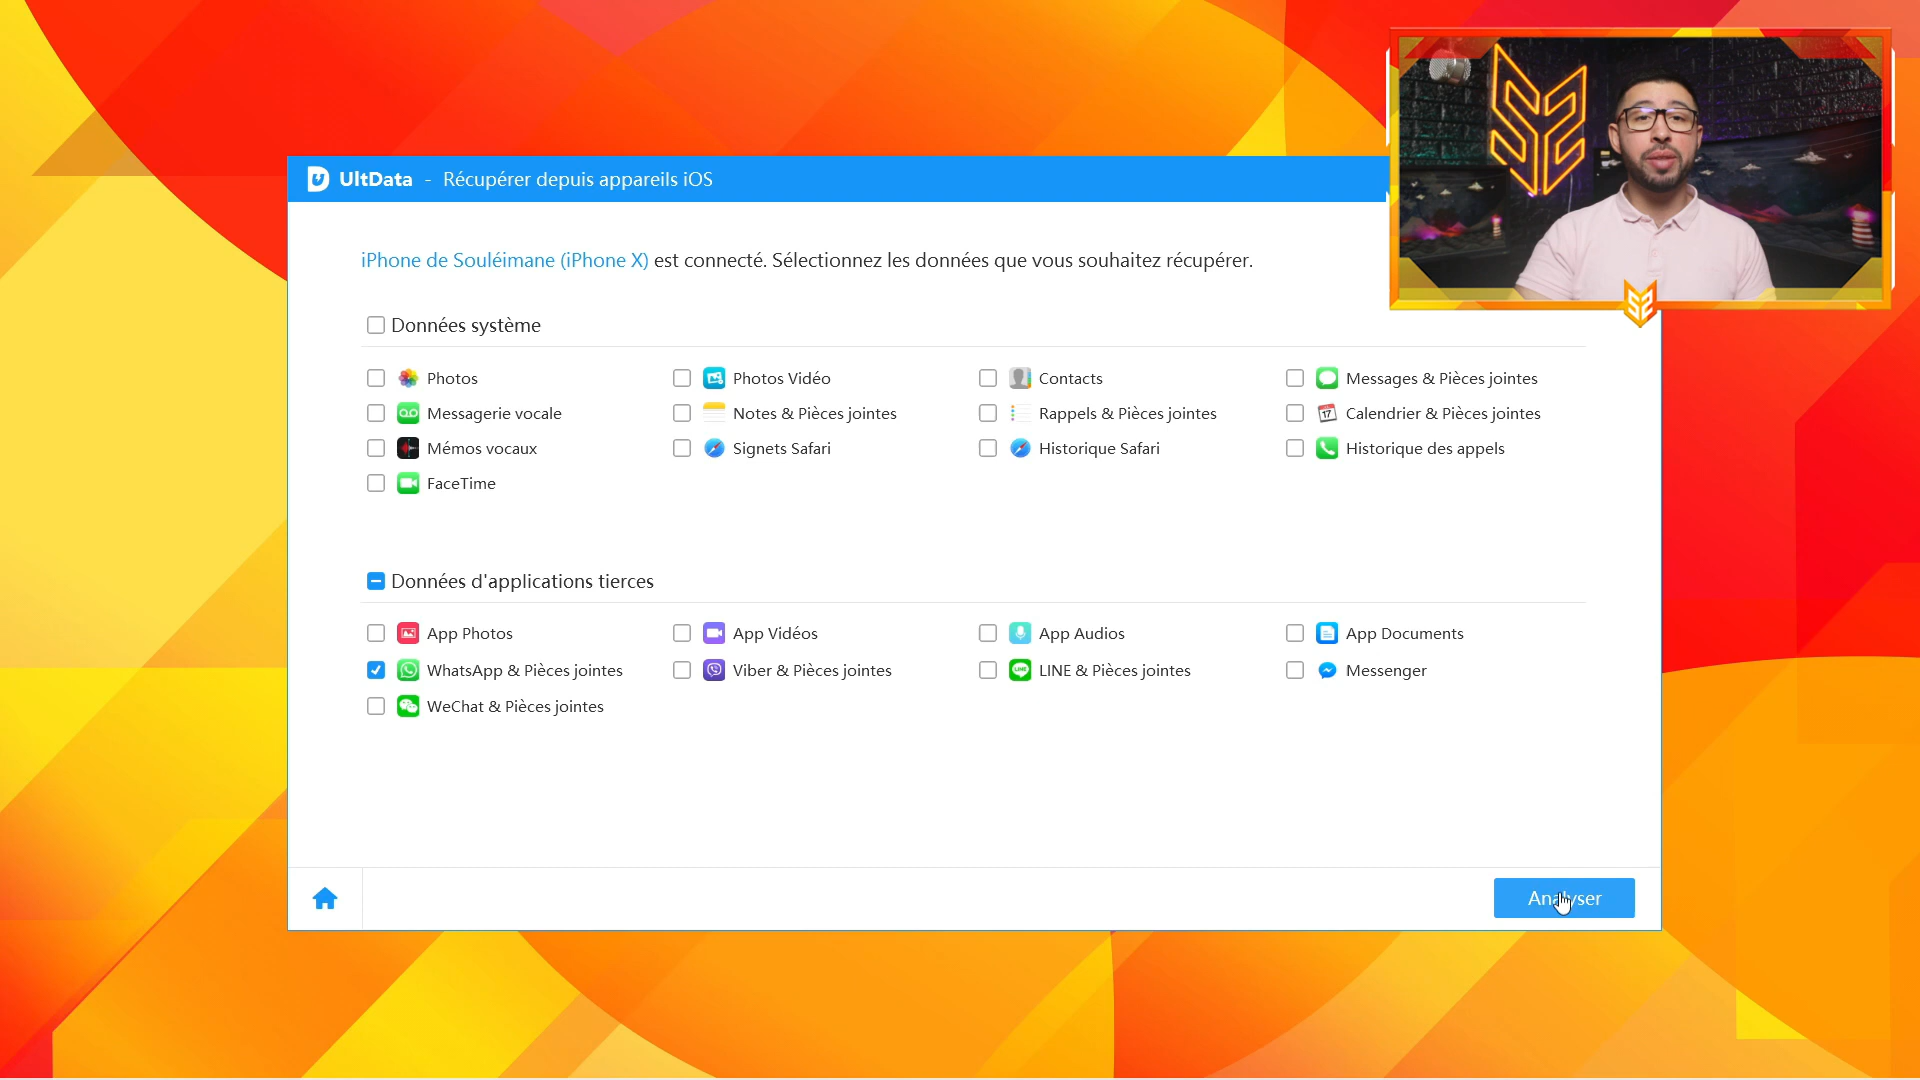 UltData - Récupérer depuis appareils iOS
iPhone de Souléimane (iPhone X) est connecté. Sélectionnez les données que vous souhaitez récupérer.
Données système
Photos
Photos Vidéo
Contacts
Messages & Pièces jointes
Messagerie vocale
Notes & Pièces jointes
Rappels & Pièces jointes
17
Calendrier & Pièces jointes
Mémos vocaux
Signets Safari
Historique Safari
Historique des appels
FaceTime
Données d'applications tierces
App Photos
App Vidéos
App Audios
App Documents
WhatsApp & Pièces jointes
Viber & Pièces jointes
LINE
LINE & Pièces jointes
Messenger
WeChat & Pièces jointes
Analyser